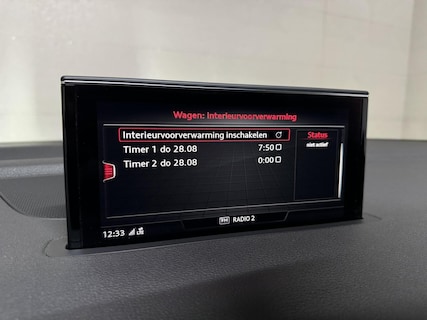 Wagen: Interieurvoorverwarming
Interieurvoorverwarming inschakelen
Status
niet actief
Timer 1 do 28.08 7:50
Timer 2 do 28.08 0:00
RADIO 2
12:33 LTE